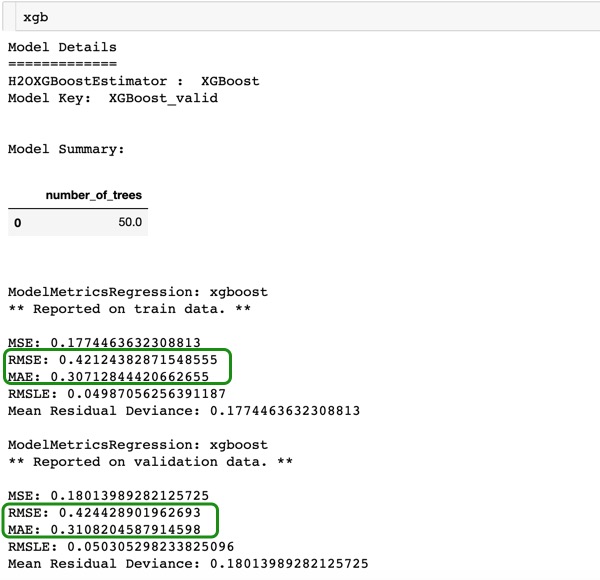 xgb
Model Details
=============
H2OXGBoostEstimator :  XGBoost
Model Key:  XGBoost_valid
Model Summary:
number_of_trees
0 50.0
ModelMetricsRegression: xgboost
** Reported on train data. **
MSE: 0.1774463632308813
RMSE: 0.42124382871548555
MAE: 0.30712844420662655
RMSLE: 0.04987056256391187
Mean Residual Deviance: 0.1774463632308813
ModelMetricsRegression: xgboost
** Reported on validation data. **
MSE: 0.18013989282125725
RMSE: 0.424428901962693
MAE: 0.3108204587914598
RMSLE: 0.050305298233825096
Mean Residual Deviance: 0.18013989282125725